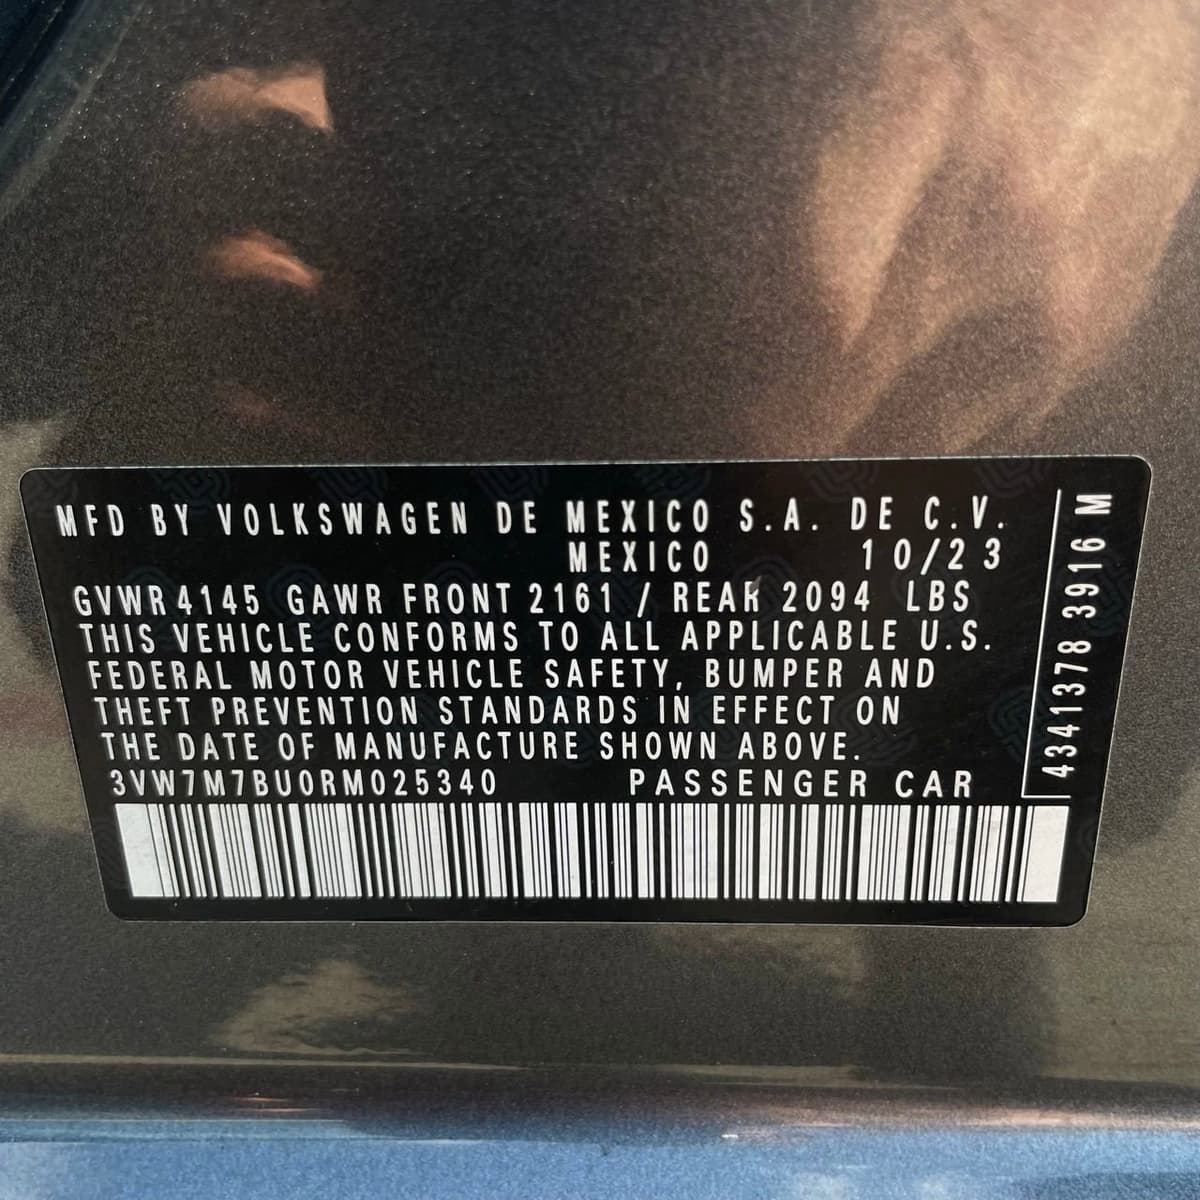 MFD BY VOLKSWAGEN DE MEXICO S.A. DE C.V.
MEXICO 10/23
GVWR 4145 GAWR FRONT 2161 / REAR 2094 LBS
THIS VEHICLE CONFORMS TO ALL APPLICABLE U.S.
FEDERAL MOTOR VEHICLE SAFETY, BUMPER AND
THEFT PREVENTION STANDARDS IN EFFECT ON
THE DATE OF MANUFACTURE SHOWN ABOVE.
3VW7M7BU0RM025340 PASSENGER CAR
4341378 3916 M